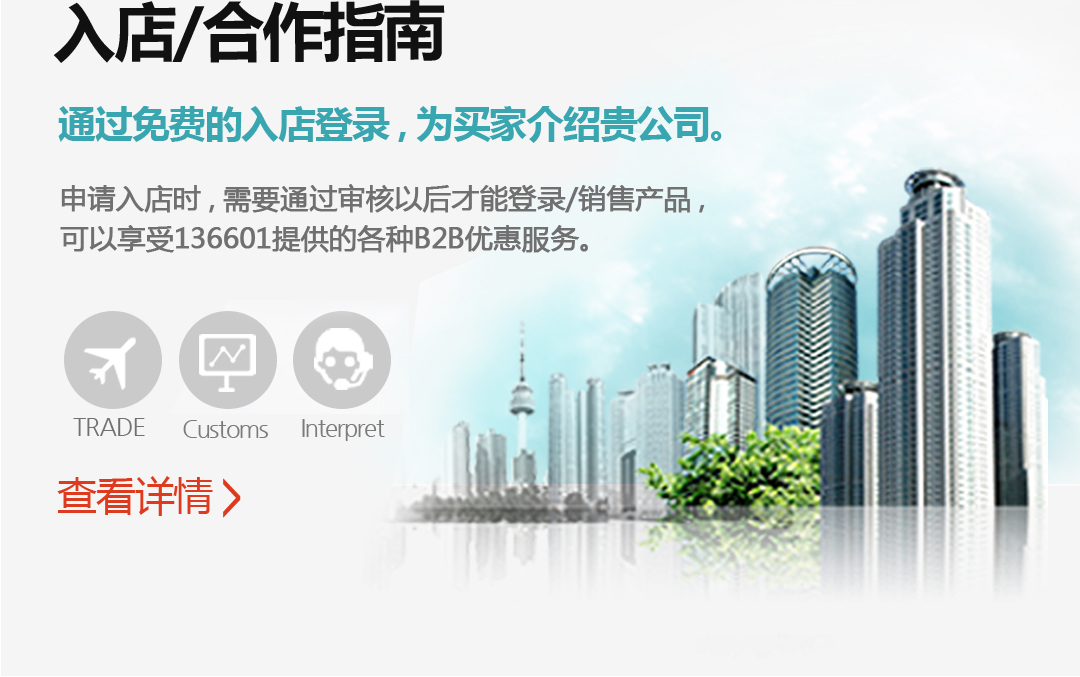 入店/合作指南
通过免费的入店登录，为买家介绍贵公司。
申请入店时，需要通过审核以后才能登录/销售产品，
可以享受136601提供的各种B2B优惠服务。
TRADE
Customs
Interpret
查看详情